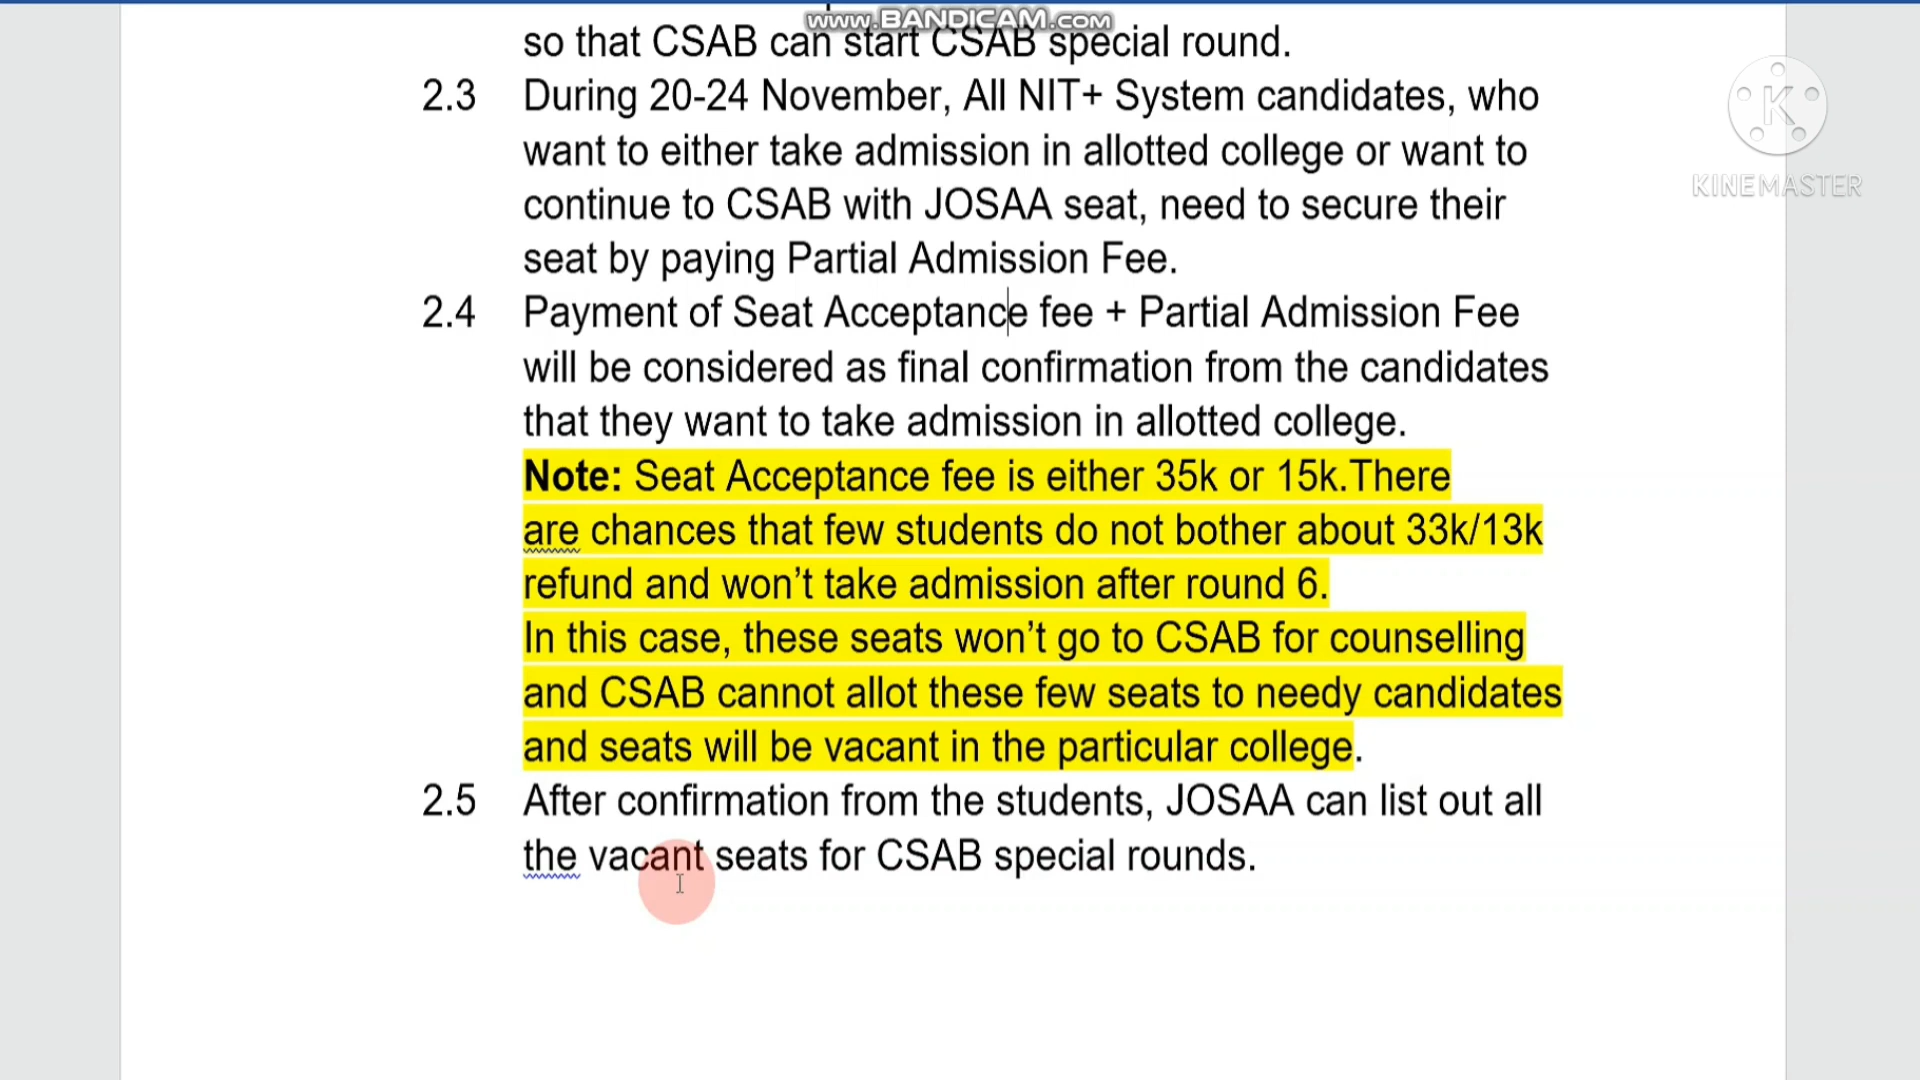 www.BANDICAM.com
so that CSAB can start CSAB special round.
2.3 During 20-24 November, All NIT+ System candidates, who
want to either take admission in allotted college or want to
continue to CSAB with JOSAA seat, need to secure their
seat by paying Partial Admission Fee.
2.4 Payment of Seat Acceptance fee + Partial Admission Fee
will be considered as final confirmation from the candidates
that they want to take admission in allotted college.
Note: Seat Acceptance fee is either 35k or 15k.There
are chances that few students do not bother about 33k/13k
refund and won’t take admission after round 6.
In this case, these seats won’t go to CSAB for counselling
and CSAB cannot allot these few seats to needy candidates
and seats will be vacant in the particular college.
2.5 After confirmation from the students, JOSAA can list out all
the vacant seats for CSAB special rounds.
K
KINEMASTER